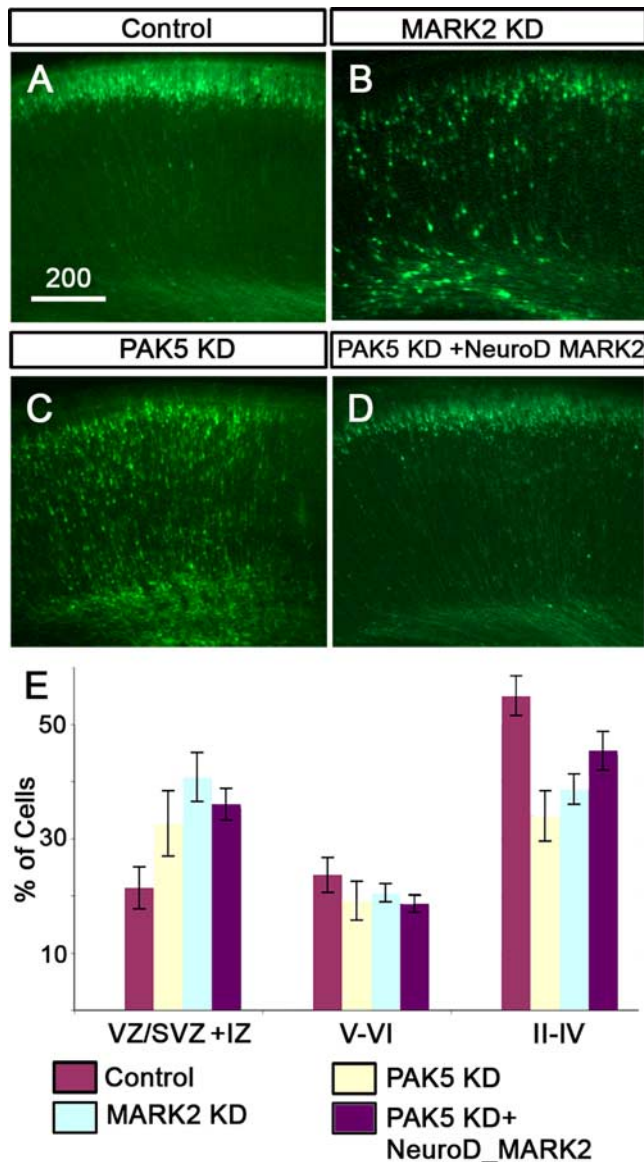 Control
MARK2 KD
A
B
200
PAK5 KD
PAK5 KD +NeuroD MARK2
C
D
E
% of Cells
50
30
10
VZ/SVZ +IZ
V-VI
II-IV
Control
PAK5 KD
MARK2 KD
PAK5 KD+
NeuroD_MARK2